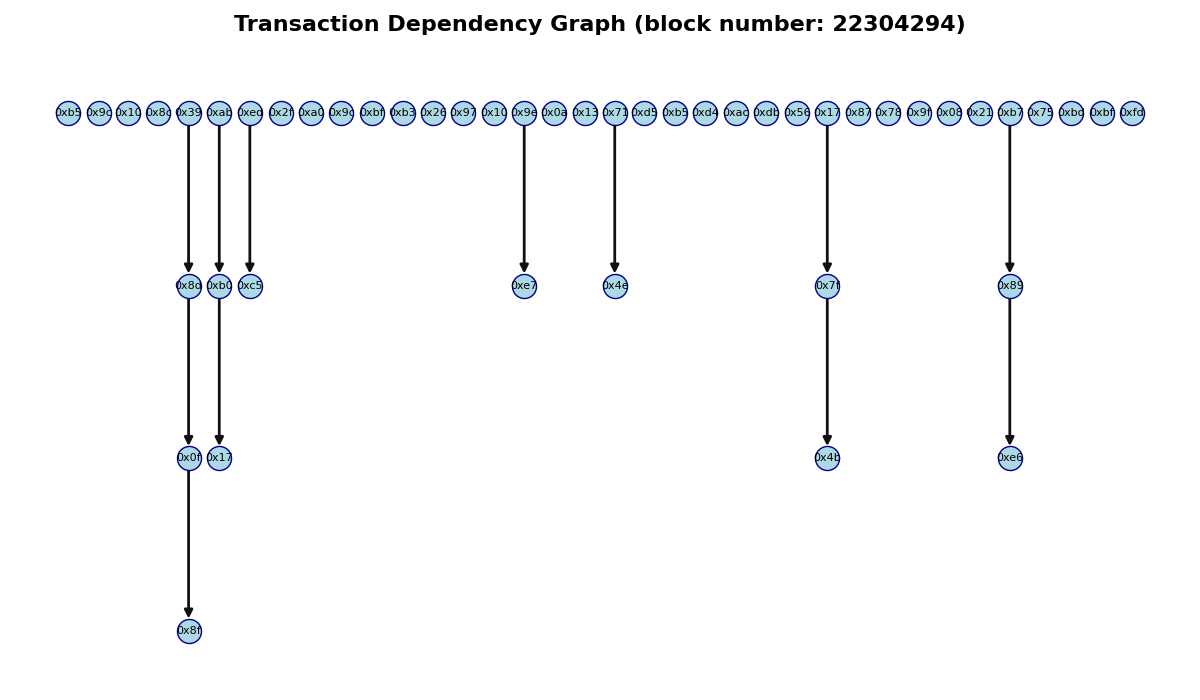 Transaction Dependency Graph (block number: 22304294)
0xb5 0x9c 0x10 0x8c 0x39 0xab 0xed 0x2f 0xa0 0x9c 0xbf 0xb3 0x26 0x97 0x10 0x9e 0x0a 0x13 0x71 0xd5 0xb5 0xd4 0xac 0xdb 0x56 0x17 0x87 0x78 0x9f 0x08 0x21 0xb7 0x75 0xbd 0xbf 0xfd
0xb0 0xc5 0xe7 0x4e 0x7f 0x89
0x0f 0x17 0x4b 0xe6
0x8f